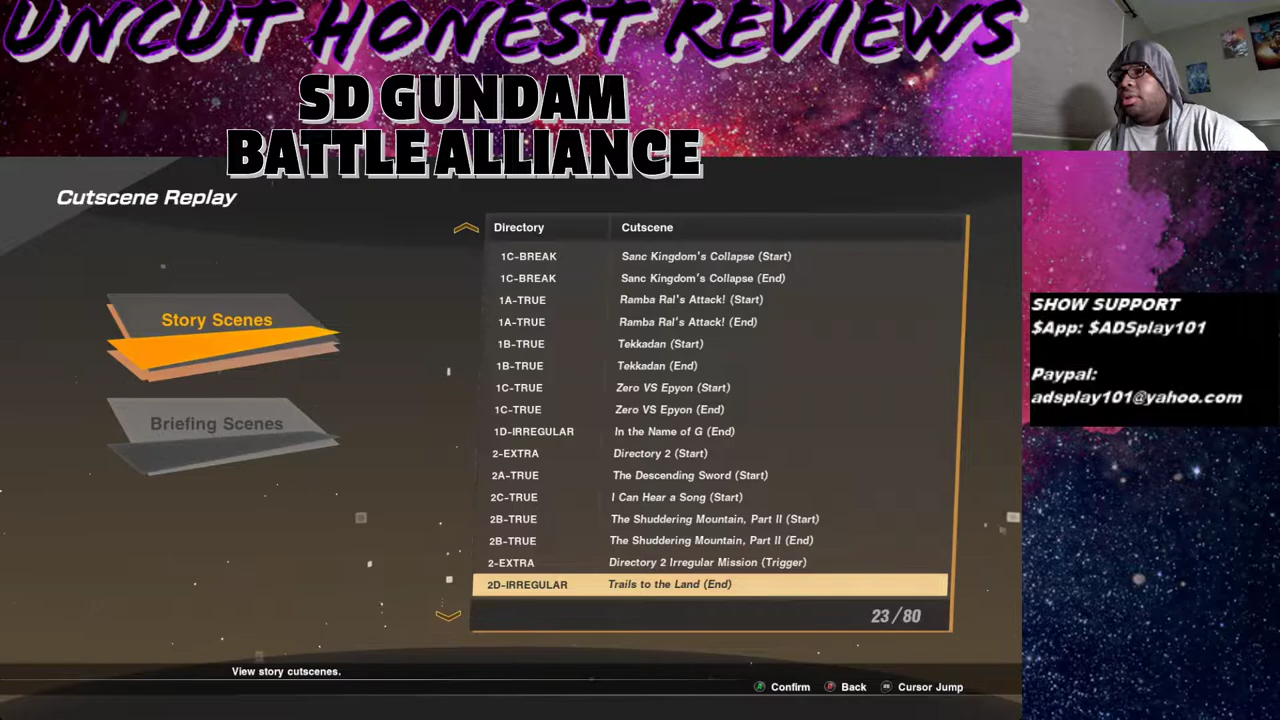 UNCUT HONEST REVIEWS
SD GUNDAM
BATTLE ALLIANCE
Cutscene Replay
Story Scenes
Briefing Scenes
Directory Cutscene
1C-BREAK Sanc Kingdom's Collapse (Start)
1C-BREAK Sanc Kingdom's Collapse (End)
1A-TRUE Ramba Ral's Attack! (Start)
1A-TRUE Ramba Ral's Attack! (End)
1B-TRUE Tekkadan (Start)
1B-TRUE Tekkadan (End)
1C-TRUE Zero VS Epyon (Start)
1C-TRUE Zero VS Epyon (End)
1D-IRREGULAR In the Name of G (End)
2-EXTRA Directory 2 (Start)
2A-TRUE The Descending Sword (Start)
2C-TRUE I Can Hear a Song (Start)
2B-TRUE The Shuddering Mountain, Part II (Start)
2B-TRUE The Shuddering Mountain, Part II (End)
2-EXTRA Directory 2 Irregular Mission (Trigger)
2D-IRREGULAR Trails to the Land (End)
23/80
View story cutscenes.
Confirm Back Cursor Jump
SHOW SUPPORT
$App: $ADSplay101
Paypal:
adsplay101@yahoo.com